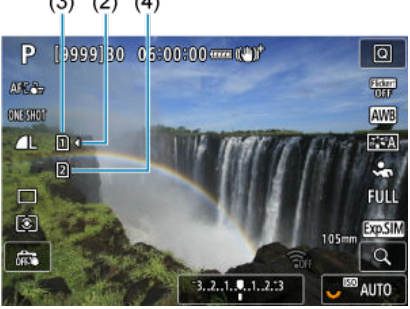 (3) (2) (4)
P [9999]30 06:00:00
Q
AF
Flicker
OFF
ONE SHOT
AWB
L 1
A
2
FULL
Exp.SIM
105mm
OFF
-3..2..1..0..1..2..+3
ISO
AUTO